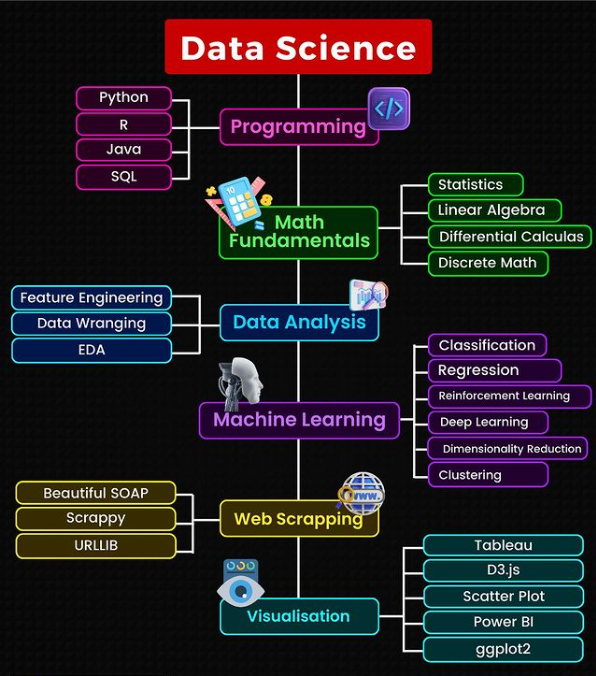 Data Science
Python
R
Java
SQL
Programming
</>
10
Math
Fundamentals
Statistics
Linear Algebra
Differential Calculas
Discrete Math
Feature Engineering
Data Wranging
EDA
Data Analysis
Classification
Regression
Reinforcement Learning
Deep Learning
Dimensionality Reduction
Clustering
Machine Learning
Beautiful SOAP
Scrappy
URLLIB
www.
Web Scrapping
Visualisation
Tableau
D3.js
Scatter Plot
Power BI
ggplot2